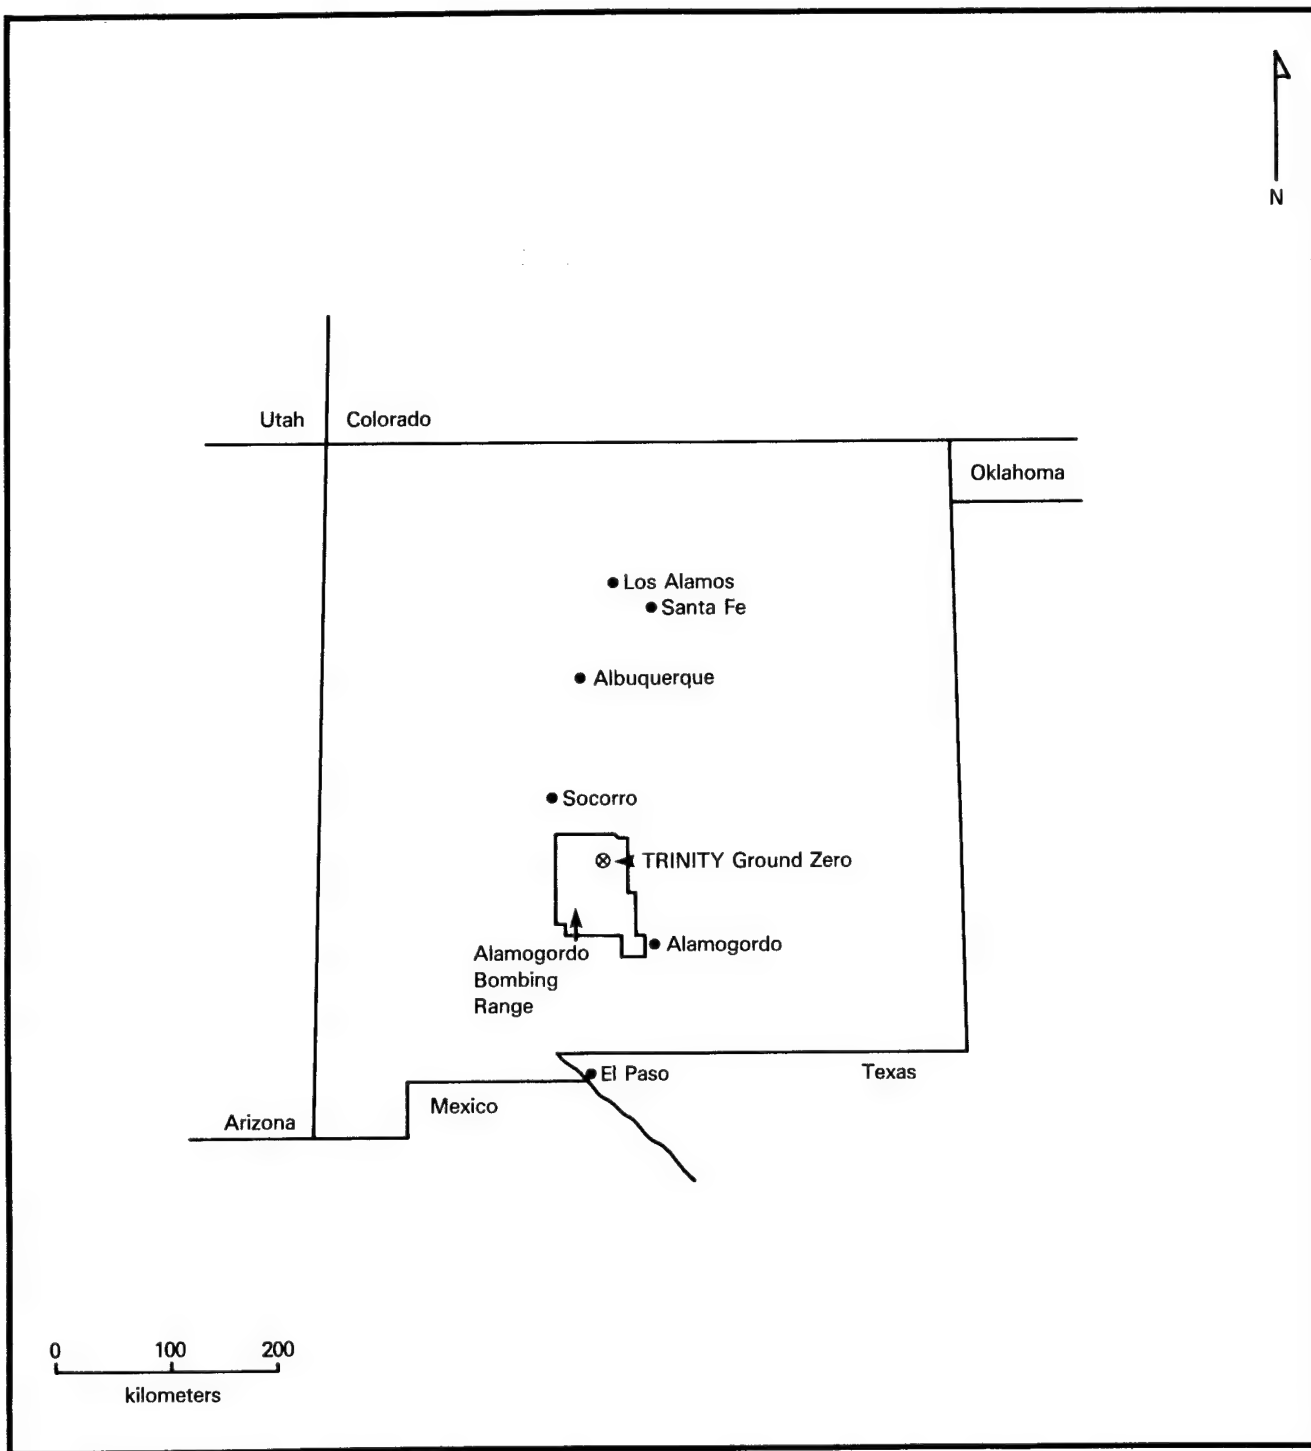 N
Utah
Colorado
Oklahoma
Los Alamos
Santa Fe
Albuquerque
Socorro
TRINITY Ground Zero
Alamogordo
Alamogordo
Bombing
Range
El Paso
Texas
Mexico
Arizona
0 100 200
kilometers